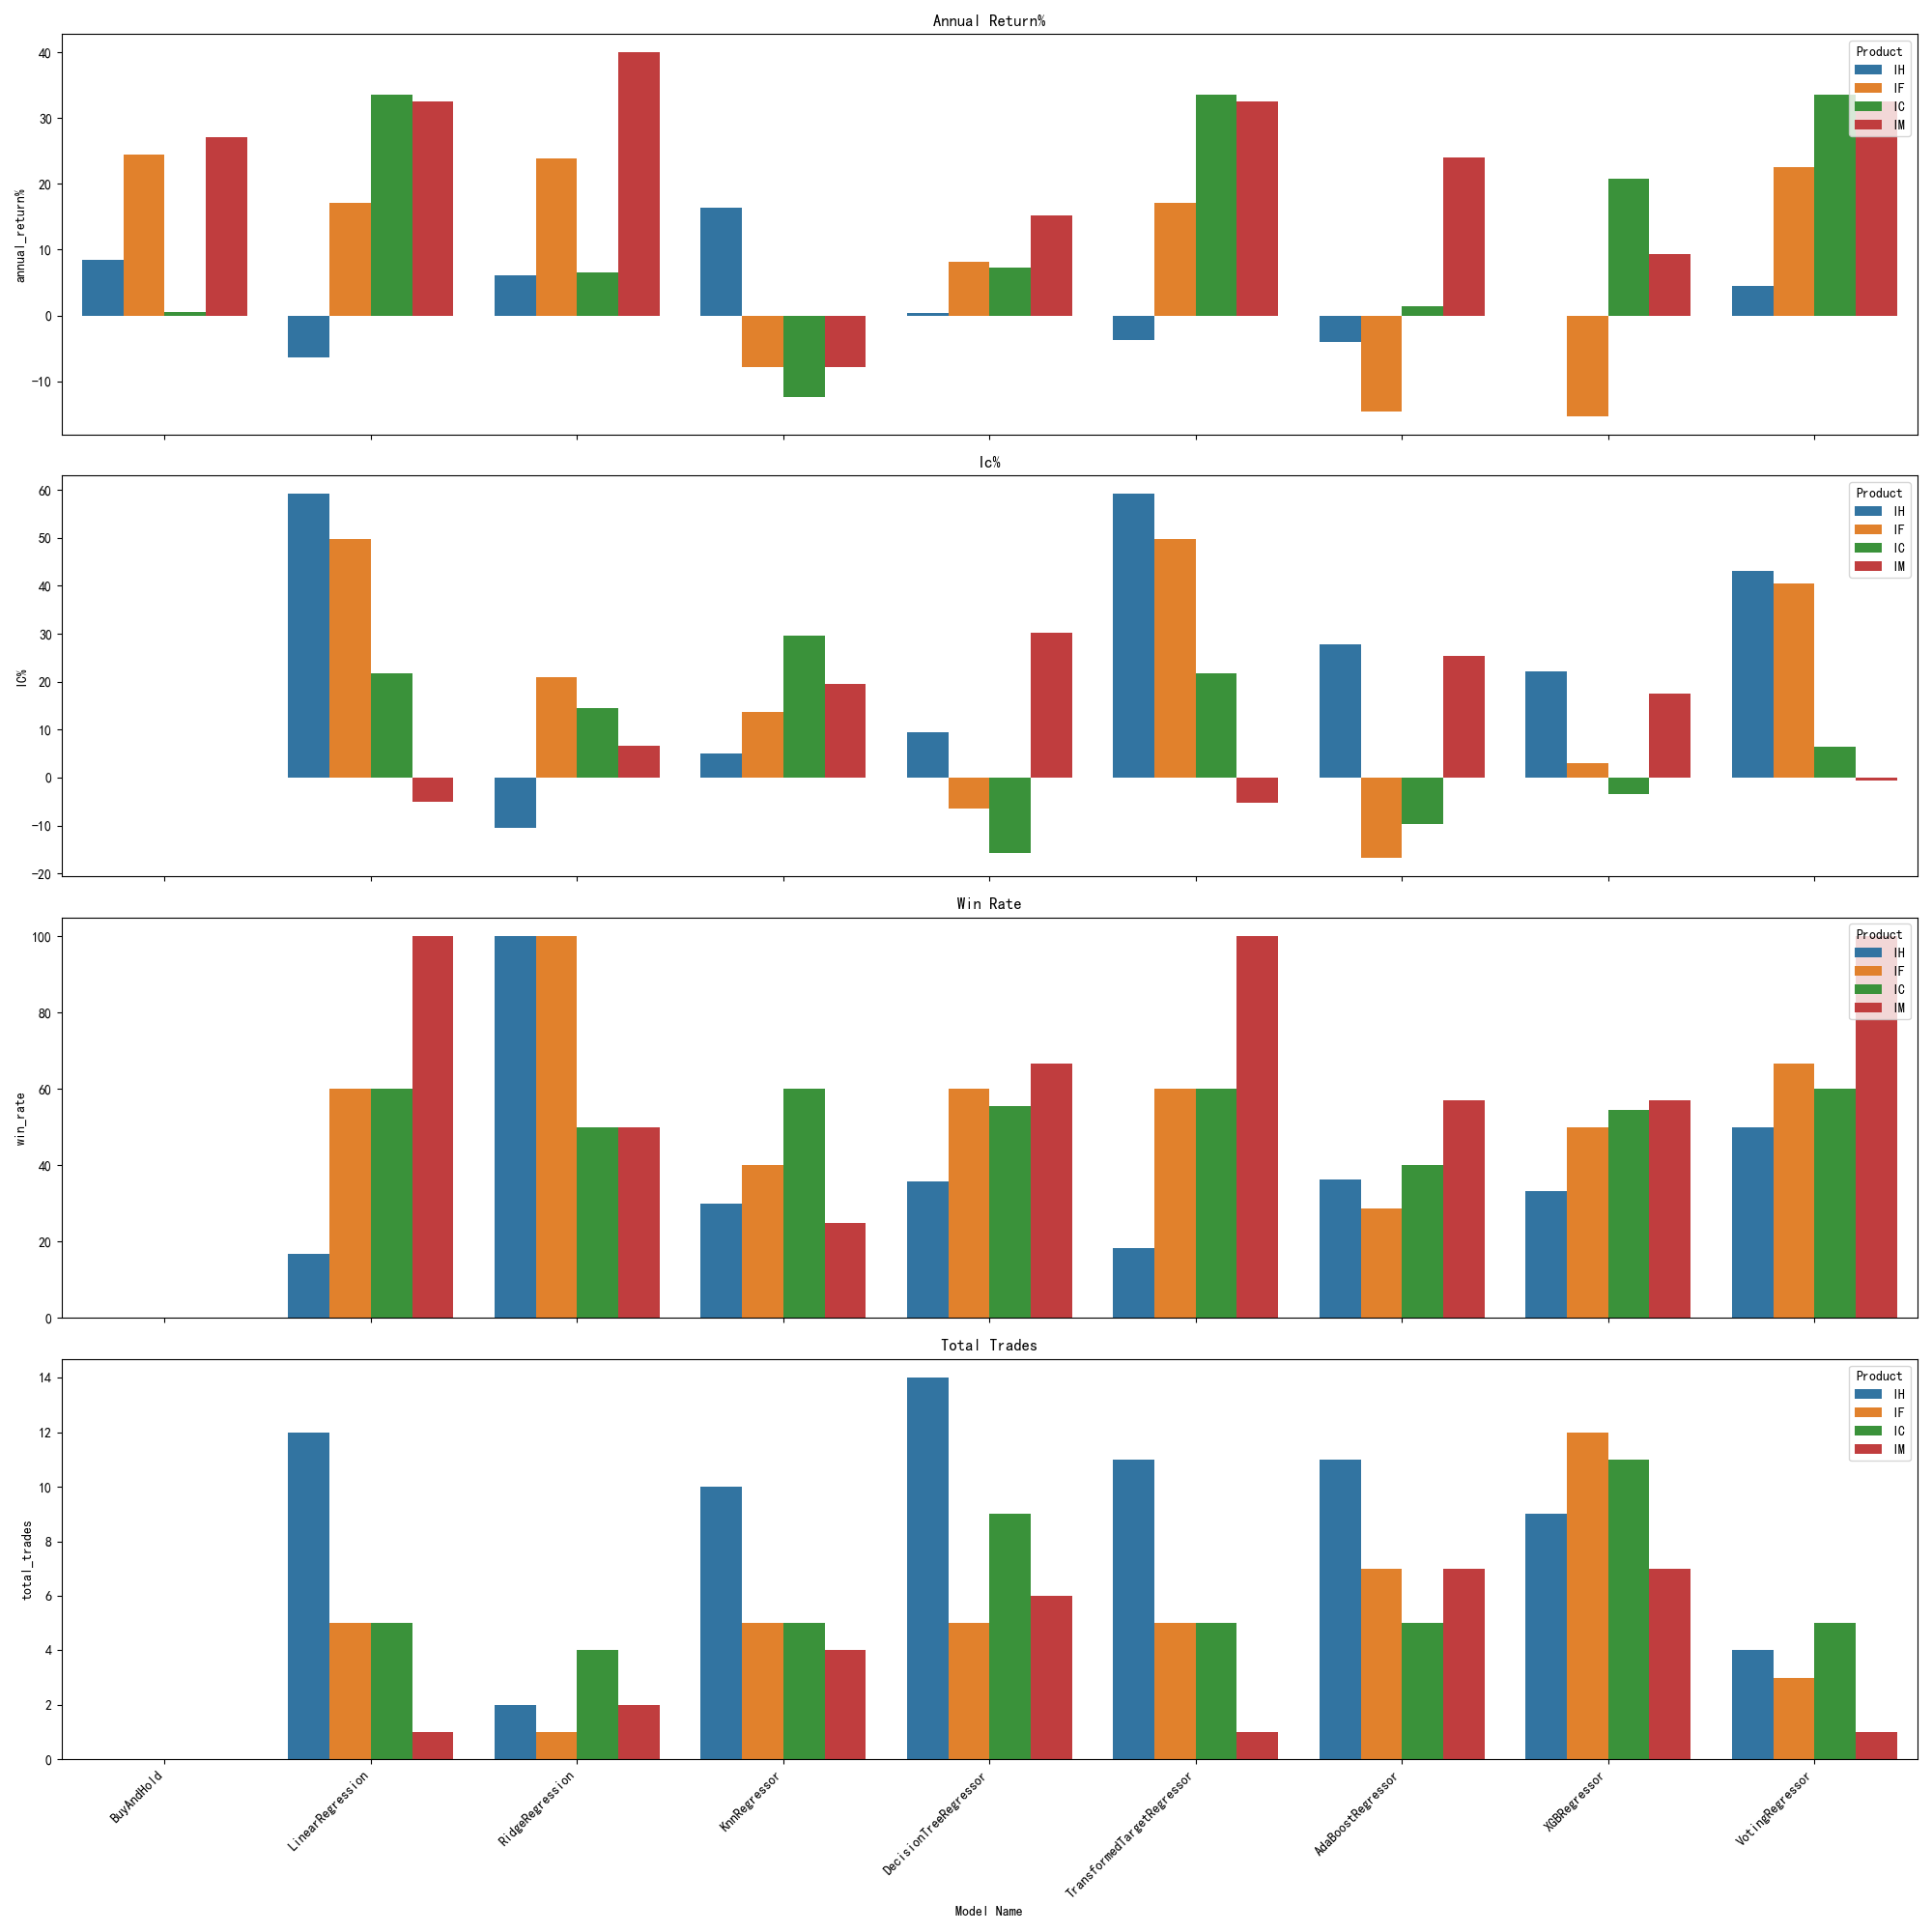 Annual Return%
annual_return%
40
30
20
10
0
−10
Product
IH
IF
IC
IM
Ic%
IC%
60
50
40
30
20
10
0
−10
−20
Product
IH
IF
IC
IM
Win Rate
win_rate
100
80
60
40
20
0
Product
IH
IF
IC
IM
Total Trades
total_trades
14
12
10
8
6
4
2
0
Product
IH
IF
IC
IM
BuyAndHold
LinearRegression
RidgeRegression
KnnRegressor
DecisionTreeRegressor
TransformedTargetRegressor
AdaBoostRegressor
XGBRegressor
VotingRegressor
Model Name